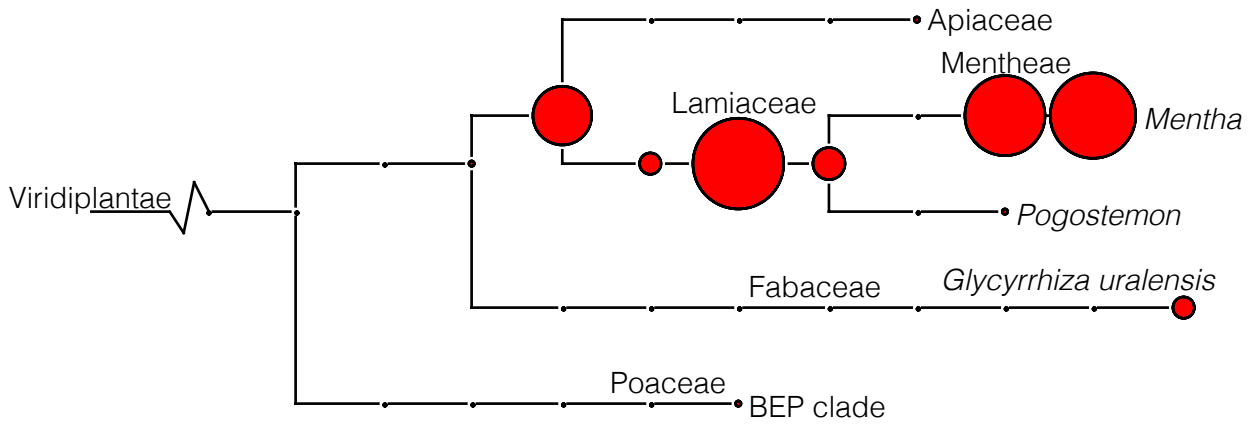 Apiaceae
Mentheae
Lamiaceae
Mentha
Viridiplantae
Pogostemon
Fabaceae
Glycyrrhiza uralensis
Poaceae
BEP clade